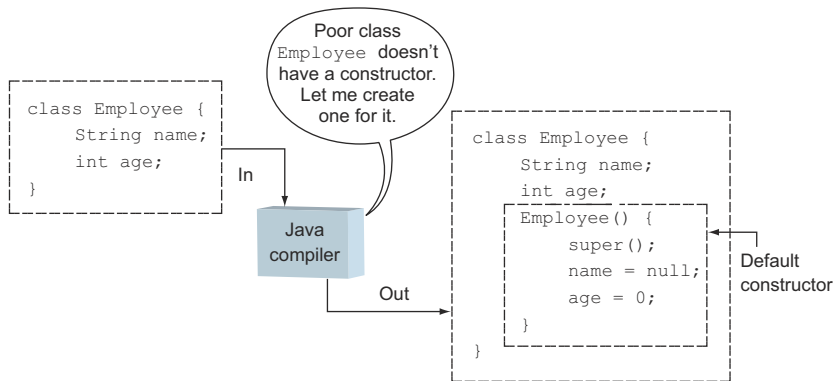 Poor class
Employee doesn’t
have a constructor.
Let me create
one for it.
class Employee {
String name;
int age;
}
In
Java
compiler
Out
class Employee {
String name;
int age;
Employee() {
super();
name = null;
age = 0;
}
}
Default
constructor